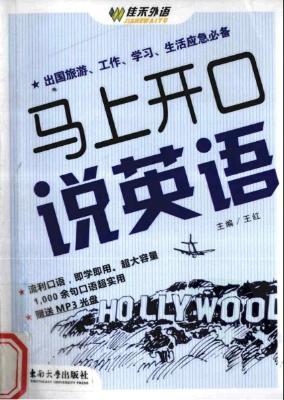 佳禾外语
JIAHEWAIYU
★ 出国旅游、工作、学习、生活应急必备
马上开口
说英语
主编/王红
★ 流利口语，即学即用。超大容量
1,000余句口语超实用
★ 赠送MP3光盘
HOLLYWOOD
东南大学出版社
SOUTHEAST UNIVERSITY PRESS